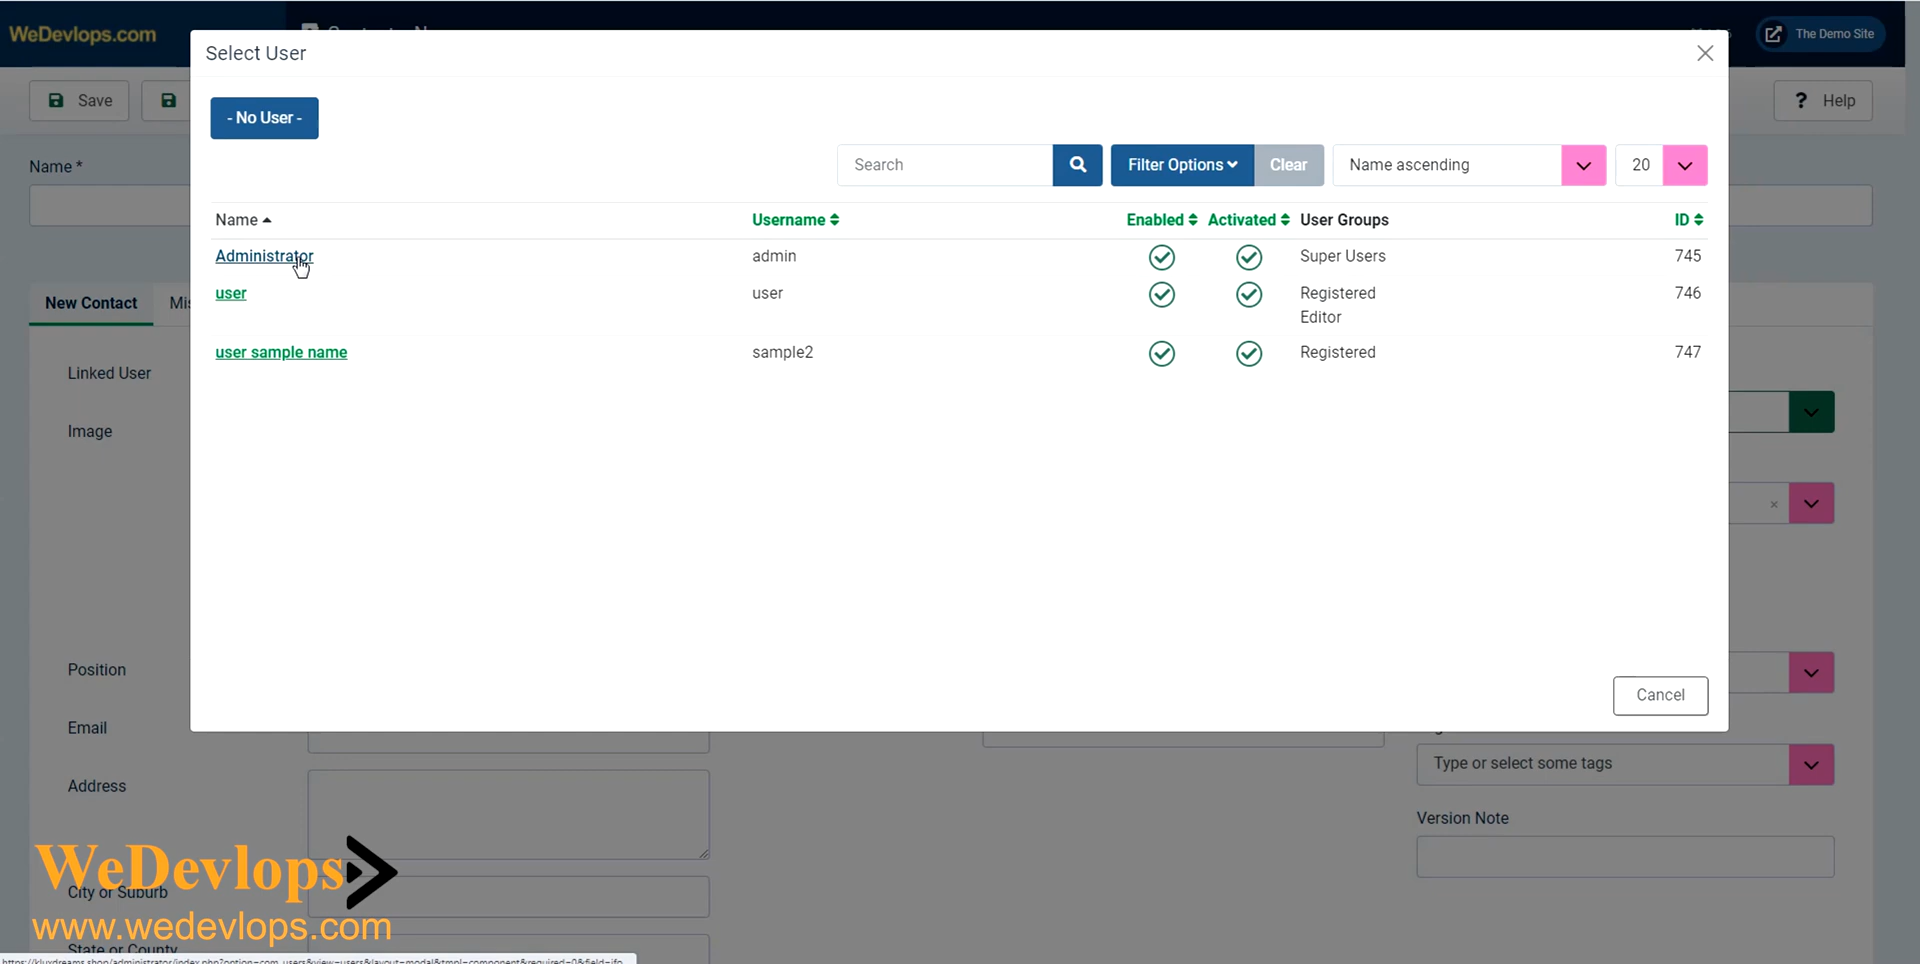 WeDevlops.com
The Demo Site
Select User
Save
Help
- No User -
Name *
Search
Filter Options
Clear
Name ascending
20
Name Username Enabled Activated User Groups ID
Administrator admin Super Users 745
user user Registered 746
Editor
user sample name sample2 Registered 747
New Contact
Linked User
Image
Position
Cancel
Email
Type or select some tags
Address
Version Note
WeDevlops
City or Suburb
www.wedevlops.com
State or County